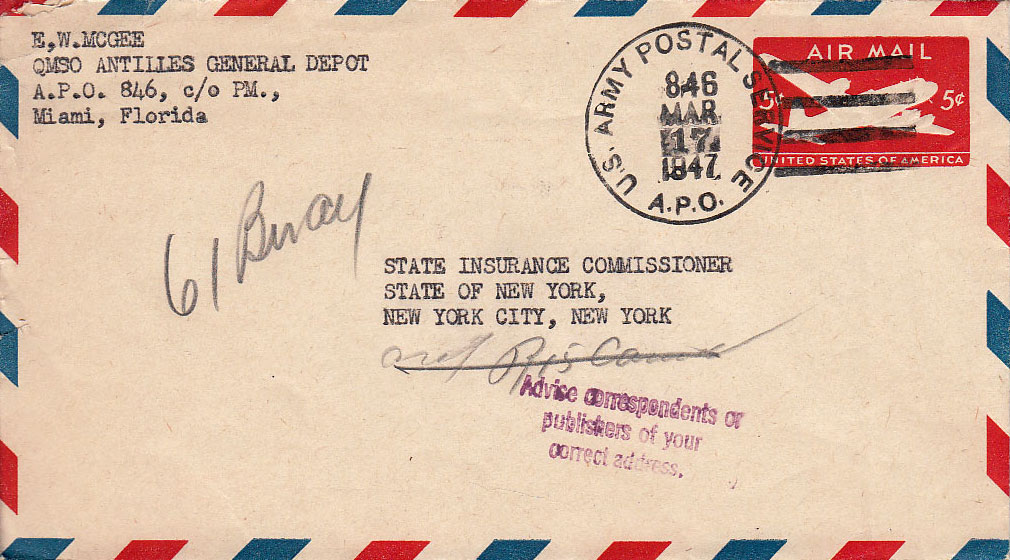 E,W.MCGEE
QMSO ANTILLES GENERAL DEPOT
A.P.O. 846, c/o PM.,
Miami, Florida
U.S. ARMY POSTAL SERVICE
846
MAR
17
1947
A.P.O.
AIR MAIL
5¢ 5¢
UNITED STATES OF AMERICA
61 Bway
STATE INSURANCE COMMISSIONER
STATE OF NEW YORK,
NEW YORK CITY, NEW YORK
Advise correspondents or
publishers of your
correct address.